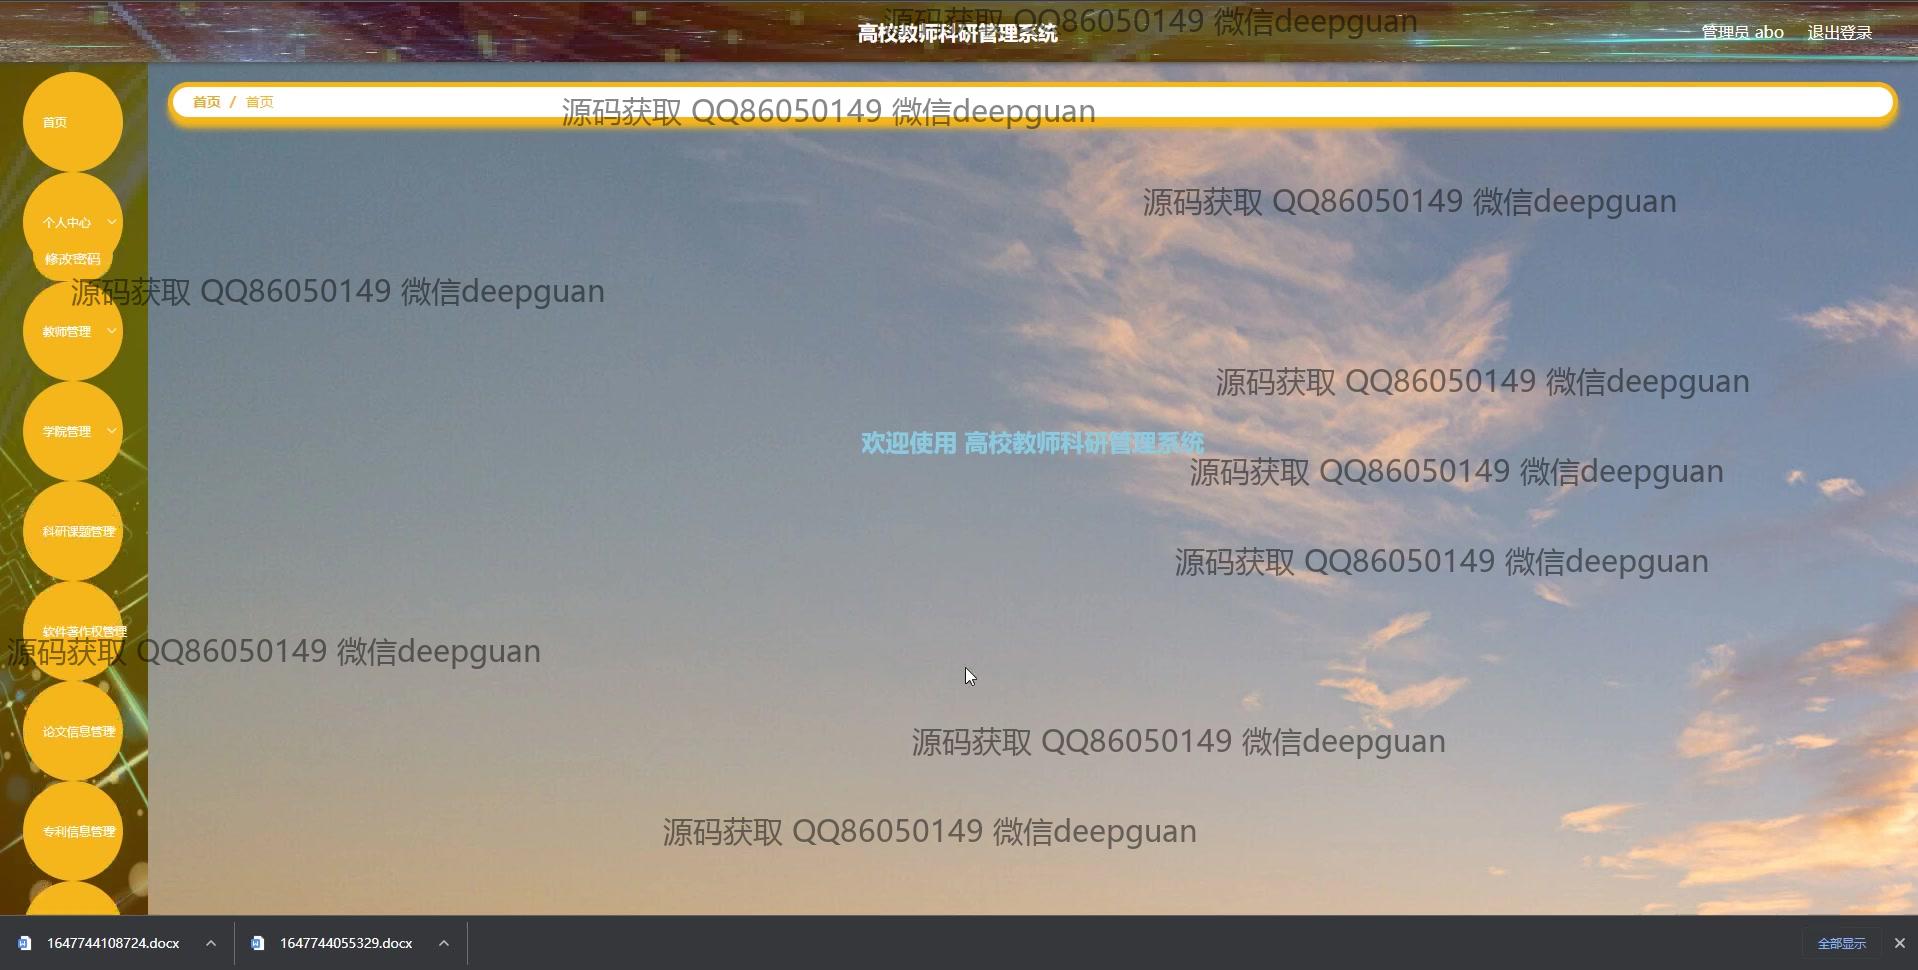 源码获取 QQ86050149 微信deepguan
高校教师科研管理系统
管理员 abo 退出登录
首页
首页 / 首页
源码获取 QQ86050149 微信deepguan
源码获取 QQ86050149 微信deepguan
个人中心
修改密码
源码获取 QQ86050149 微信deepguan
教师管理
源码获取 QQ86050149 微信deepguan
学院管理
欢迎使用 高校教师科研管理系统
源码获取 QQ86050149 微信deepguan
科研课题管理
源码获取 QQ86050149 微信deepguan
软件著作权管理
源码获取 QQ86050149 微信deepguan
论文信息管理
源码获取 QQ86050149 微信deepguan
专利信息管理
源码获取 QQ86050149 微信deepguan
1647744108724.docx
1647744055329.docx
全部显示